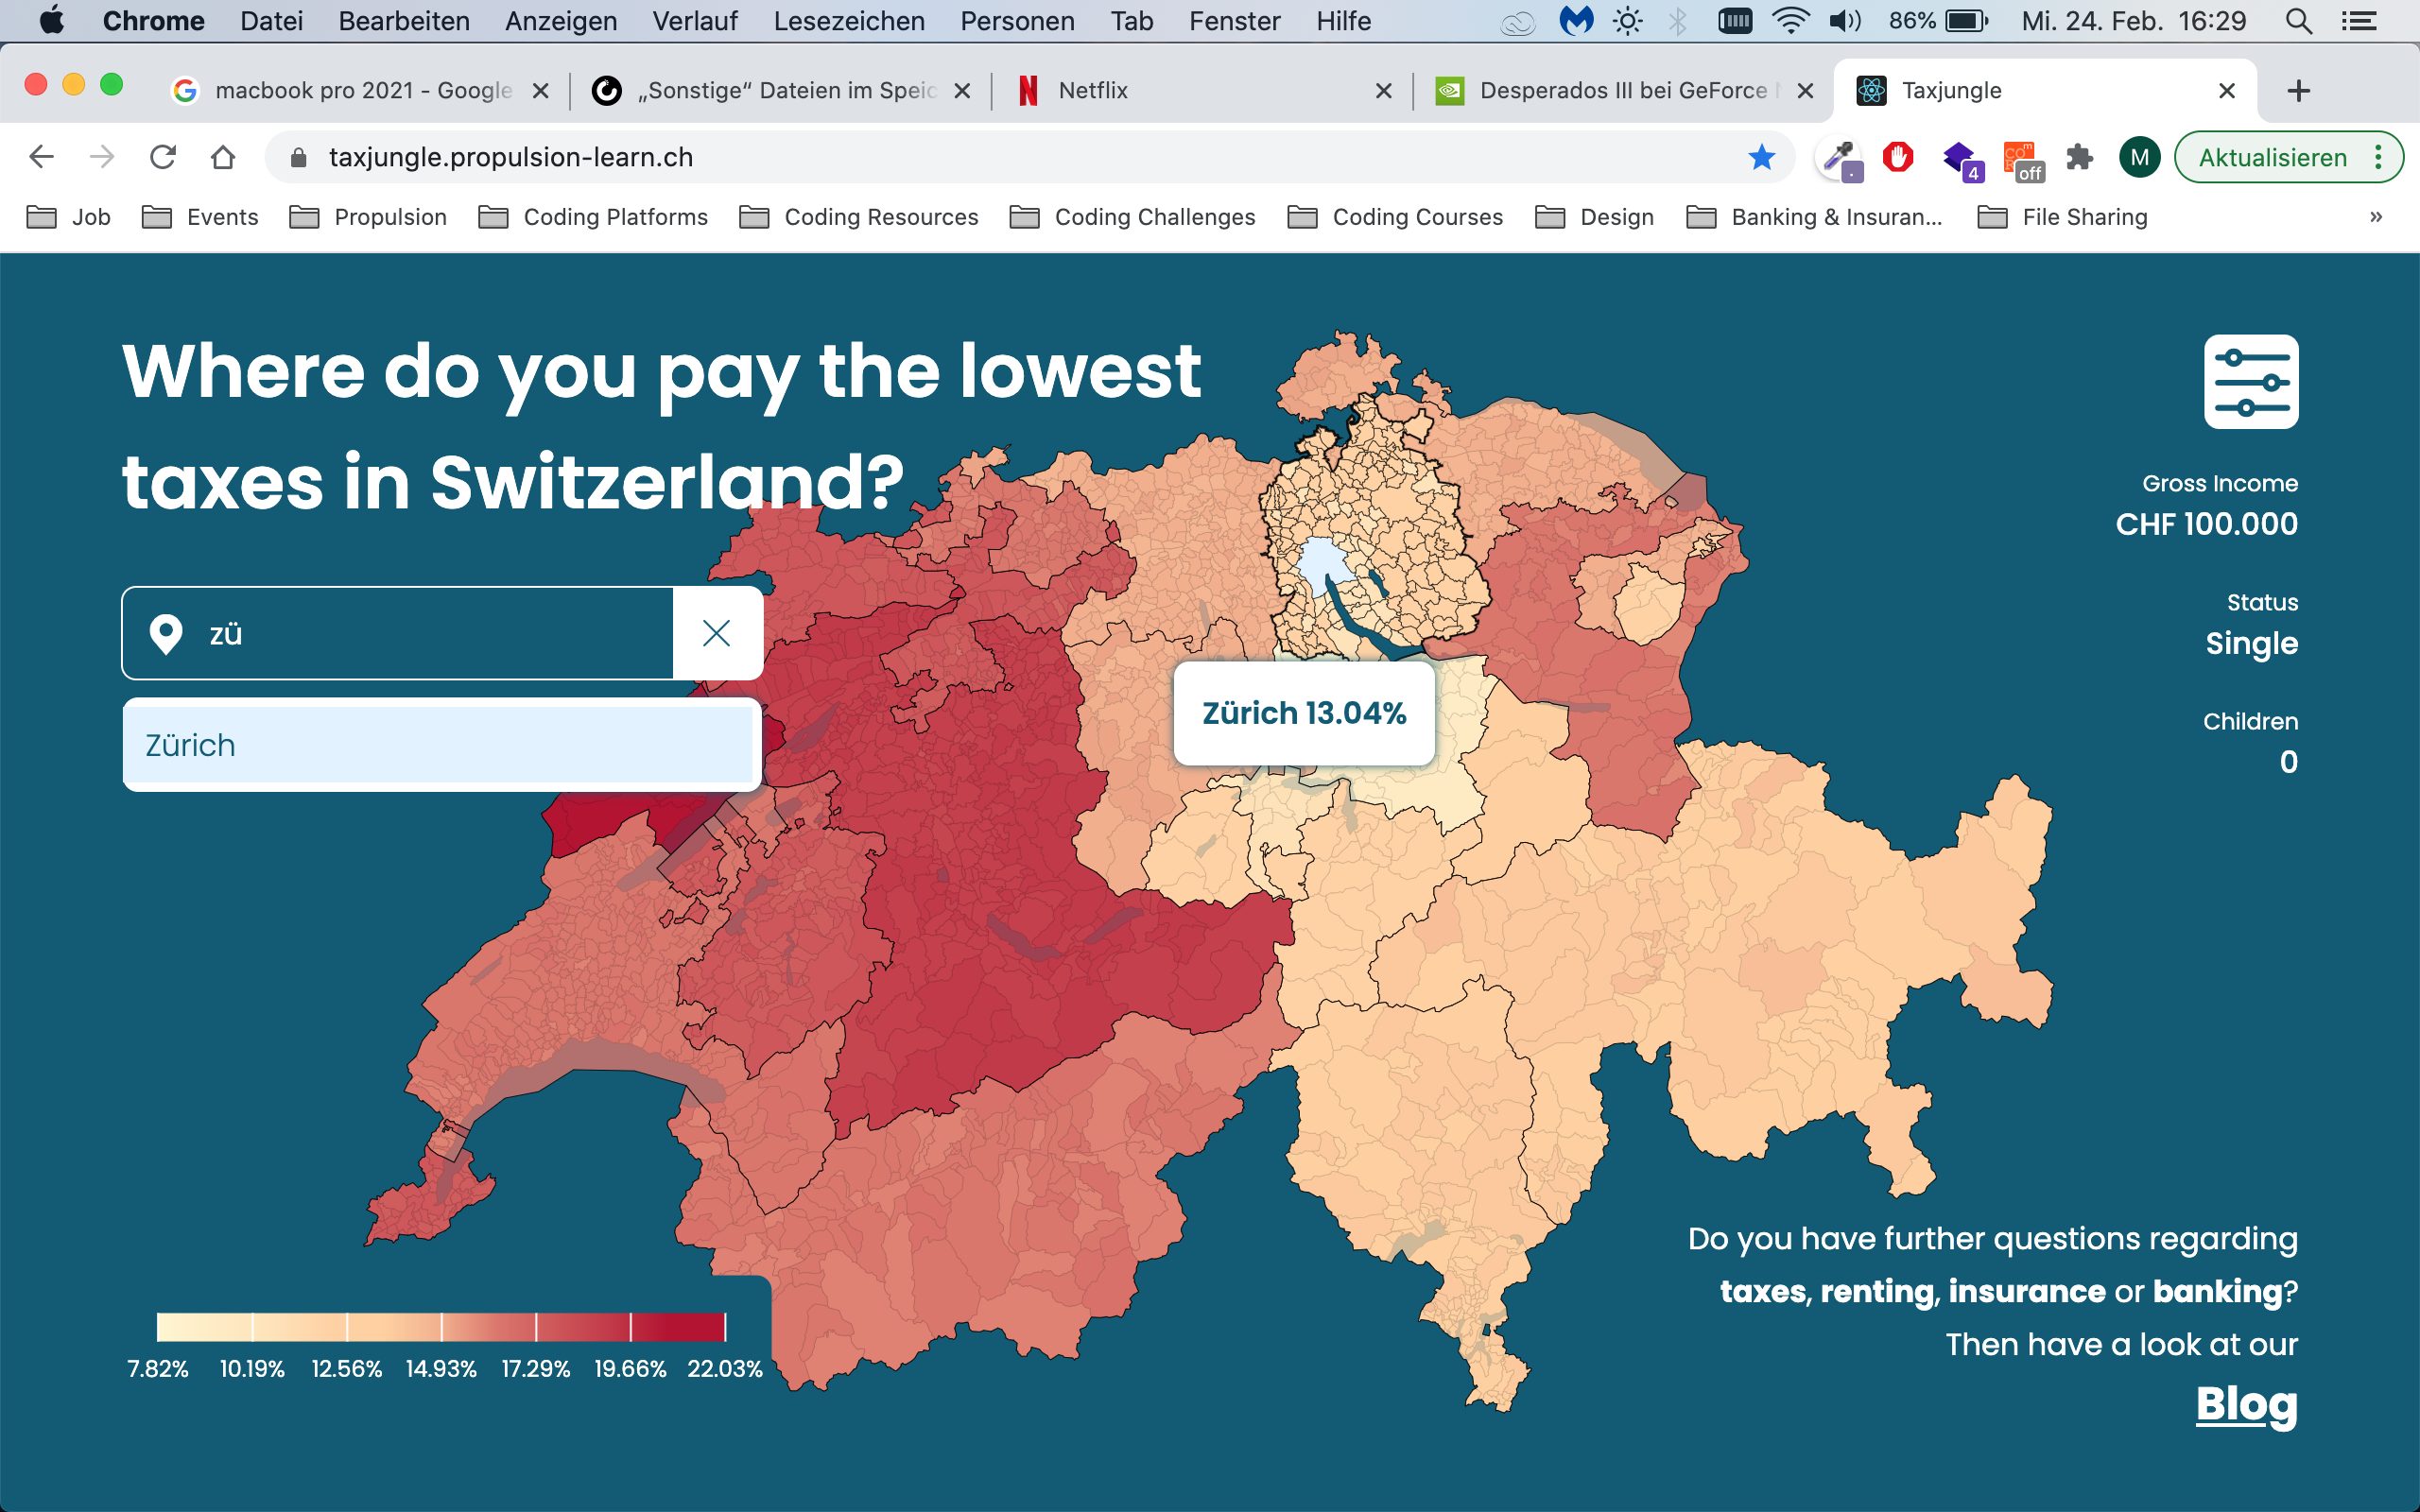 Chrome Datei Bearbeiten Anzeigen Verlauf Lesezeichen Personen Tab Fenster Hilfe 86% Mi. 24. Feb. 16:29
macbook pro 2021 - Google „Sonstige“ Dateien im Speic Netflix Desperados III bei GeForce Taxjungle
taxjungle.propulsion-learn.ch 4 off M Aktualisieren
Job Events Propulsion Coding Platforms Coding Resources Coding Challenges Coding Courses Design Banking & Insuran... File Sharing »
Where do you pay the lowest
taxes in Switzerland?
Gross Income
CHF 100.000
Status
Single
Children
0
zü
Zürich
Zürich 13.04%
7.82% 10.19% 12.56% 14.93% 17.29% 19.66% 22.03%
Do you have further questions regarding
taxes, renting, insurance or banking?
Then have a look at our
Blog